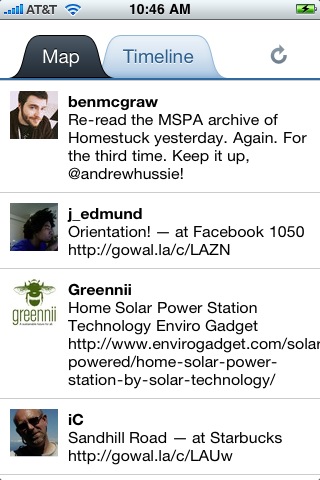 AT&T 10:46 AM
Map Timeline
benmcgraw
Re-read the MSPA archive of
Homestuck yesterday. Again. For
the third time. Keep it up,
@andrewhussie!
j_edmund
Orientation! — at Facebook 1050
http://gowal.la/c/LAZN
greennii
Greennii
Home Solar Power Station
Technology Enviro Gadget
http://www.envirogadget.com/solar
powered/home-solar-power-
station-by-solar-technology/
iC
Sandhill Road — at Starbucks
http://gowal.la/c/LAUw